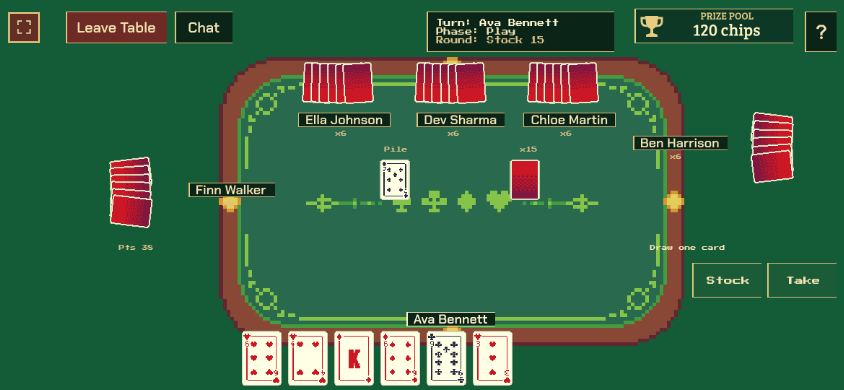 Leave Table
Chat
Turn: Ava Bennett
Phase: Play
Round: Stock 15
PRIZE POOL
120 chips
?
Ella Johnson
x6
Dev Sharma
x6
Chloe Martin
x6
Ben Harrison
x6
Pile
x15
Finn Walker
Pts 38
Draw one card
Stock
Take
Ava Bennett
K